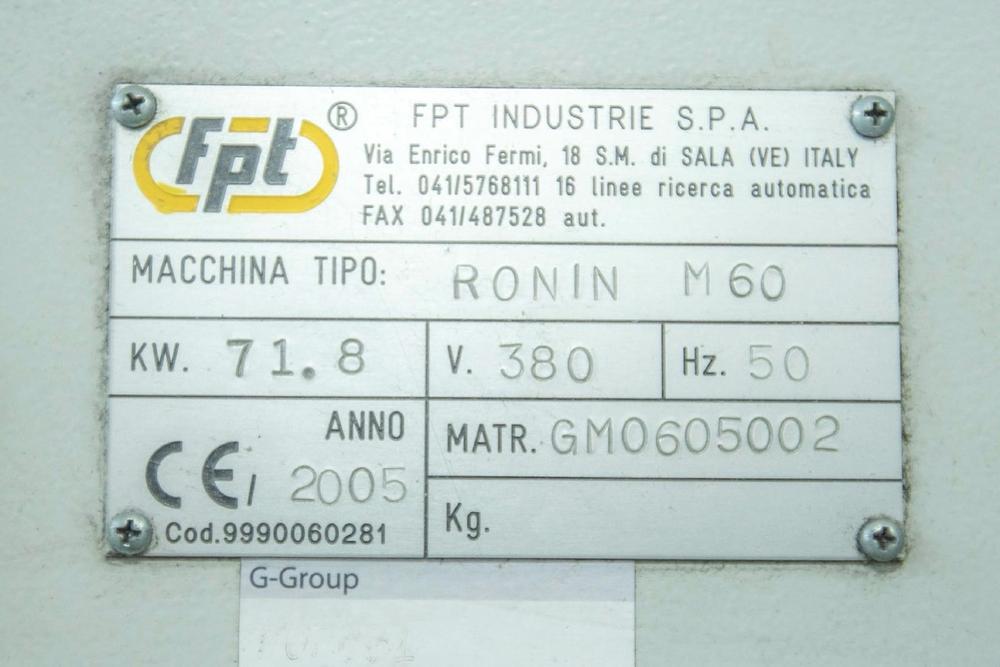 fpt ® FPT INDUSTRIE S.P.A.
Via Enrico Fermi, 18 S.M. di SALA (VE) ITALY
Tel. 041/5768111 16 linee ricerca automatica
FAX 041/487528 aut.
MACCHINA TIPO: RONIN M60
KW. 71.8 V. 380 Hz. 50
ANNO
CE, 2005
MATR. GM0605002
Cod.9990060281
Kg.
G-Group